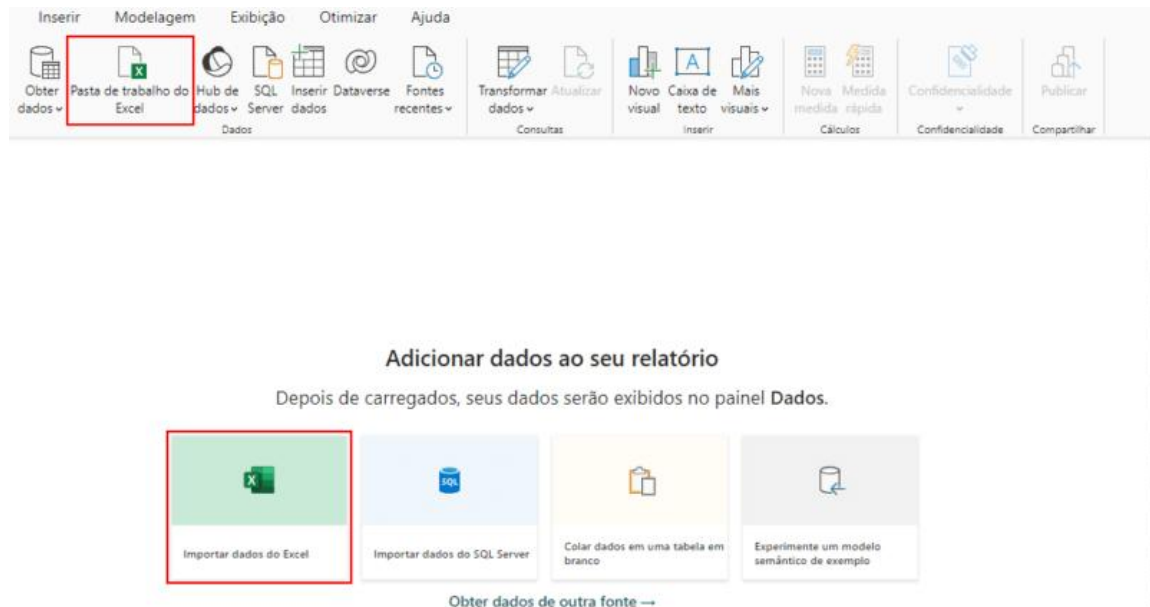 Inserir Modelagem Exibição Otimizar Ajuda
Obter dados
Pasta de trabalho do Excel
Hub de dados
SQL Server
Inserir dados
Dataverse
Fontes recentes
Transformar dados
Atualizar
Novo visual
Caixa de texto
Mais visuais
Nova medida
Medida rápida
Confidencialidade
Publicar
Dados Consultas Inserir Cálculos Confidencialidade Compartilhar
Adicionar dados ao seu relatório
Depois de carregados, seus dados serão exibidos no painel Dados.
SQL
Importar dados do Excel
Importar dados do SQL Server
Colar dados em uma tabela em
branco
Experimente um modelo
semântico de exemplo
Obter dados de outra fonte →